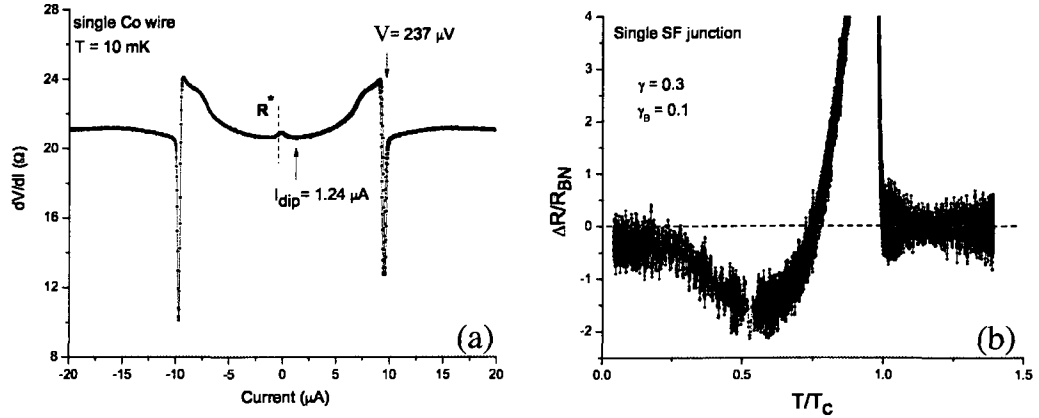 single Co wire
T = 10 mK
V= 237 μV
R*
I_dip= 1.24 μA
dV/dI (Ω)
28
24
20
16
12
8
-20 -15 -10 -5 0 5 10 15 20
Current (μA)
(a)
Single SF junction
γ = 0.3
γ_B = 0.1
ΔR/R_BN
4
3
2
1
0
-1
-2
0.0 0.5 1.0 1.5
T/T_C
(b)